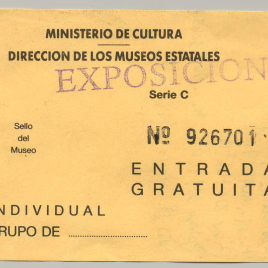 MINISTERIO DE CULTURA
DIRECCION DE LOS MUSEOS ESTATALES
EXPOSICION
Serie C
Sello
del
Museo
Nº 926701
ENTRADA
GRATUITA
NDIVIDUAL
RUPO DE